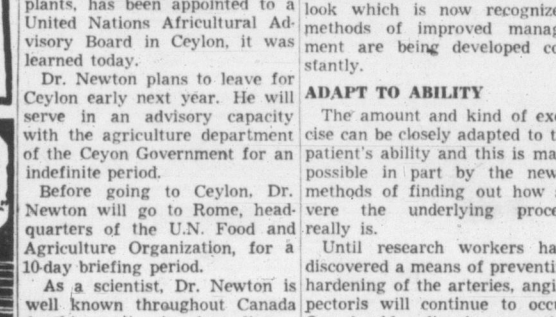 plants, has been appointed to a
United Nations Africultural Ad-
visory Board in Ceylon, it was
learned today.
Dr. Newton plans to leave for
Ceylon early next year. He will
serve in an advisory capacity
with the agriculture department
of the Ceyon Government for an
indefinite period.
Before going to Ceylon, Dr.
Newton will go to Rome, head-
quarters of the U.N. Food and
Agriculture Organization, for a
10-day briefing period.
As a scientist, Dr. Newton is
well known throughout Canada
look which is now recognize
methods of improved manag
ment are being developed co
stantly.
ADAPT TO ABILITY
The amount and kind of exe
cise can be closely adapted to t
patient's ability and this is ma
possible in part by the new
methods of finding out how s
vere the underlying proce
really is.
Until research workers ha
discovered a means of preventi
hardening of the arteries, angi
pectoris will continue to occu